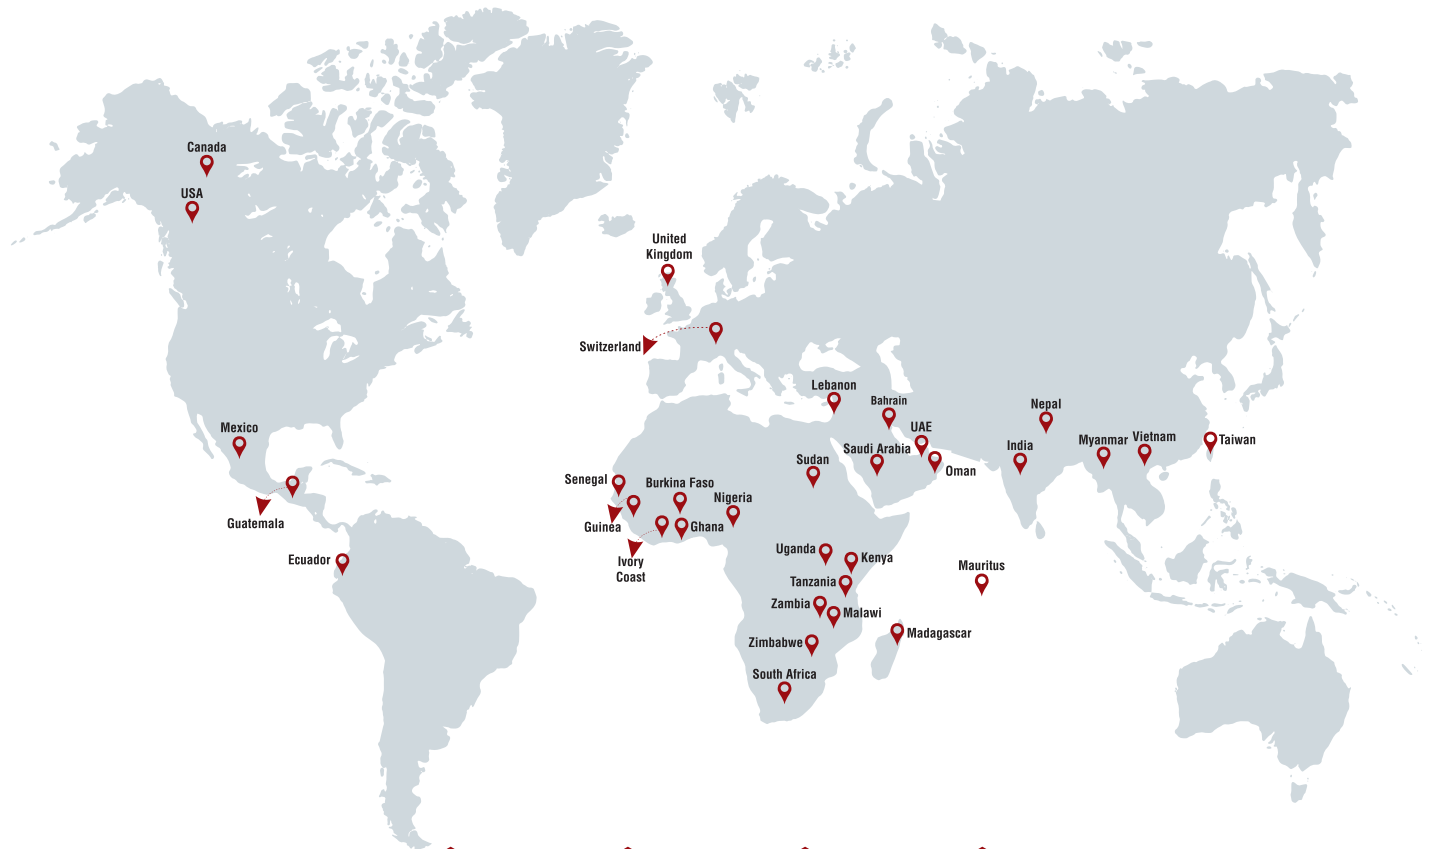 Canada
USA
United
Kingdom
Switzerland
Lebanon
Bahrain
Nepal
UAE
Mexico
Saudi Arabia
India
Myanmar
Vietnam
Taiwan
Sudan
Oman
Senegal
Burkina Faso
Nigeria
Guatemala
Guinea
Ghana
Ivory
Coast
Uganda
Kenya
Ecuador
Mauritus
Tanzania
Zambia
Malawi
Madagascar
Zimbabwe
South Africa